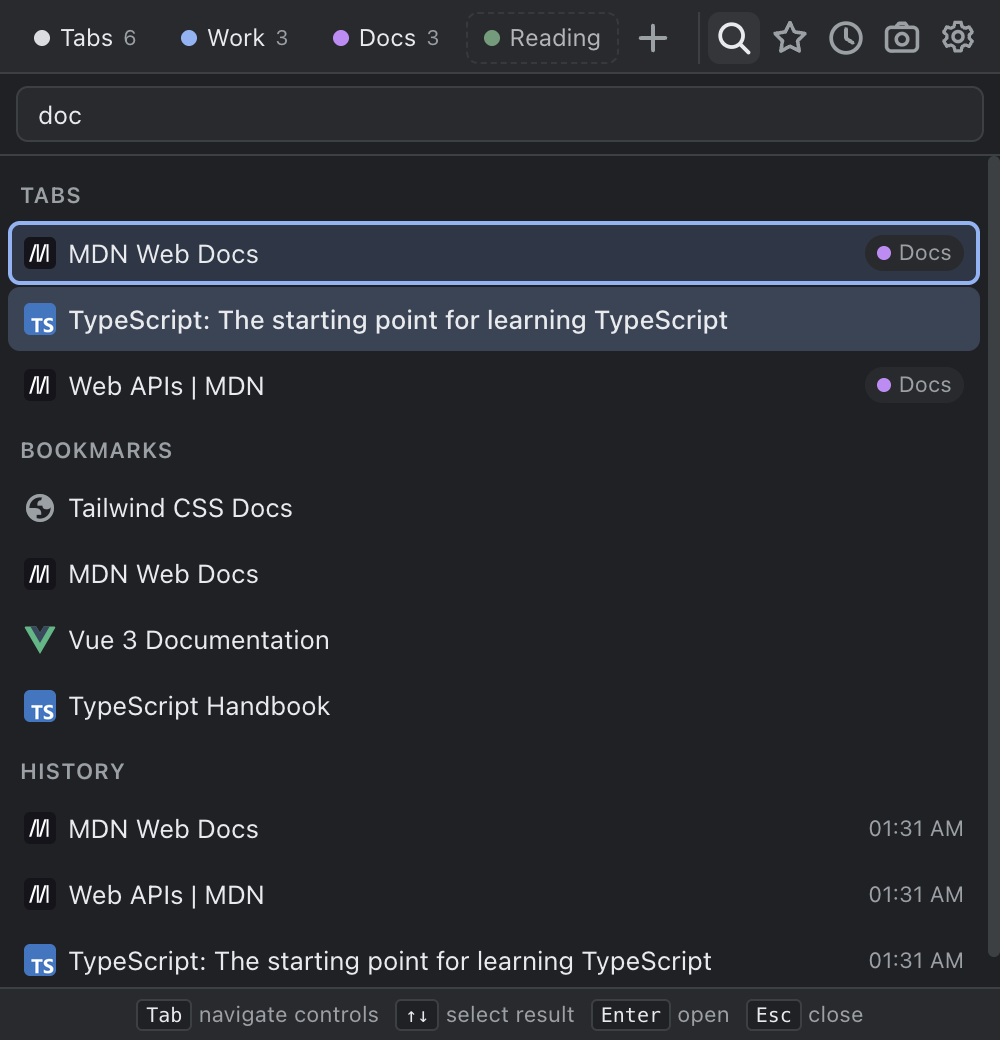 Tabs 6 Work 3 Docs 3 Reading
doc
TABS
MDN Web Docs Docs
TS TypeScript: The starting point for learning TypeScript
Web APIs | MDN Docs
BOOKMARKS
Tailwind CSS Docs
MDN Web Docs
Vue 3 Documentation
TS TypeScript Handbook
HISTORY
MDN Web Docs 01:31 AM
Web APIs | MDN 01:31 AM
TS TypeScript: The starting point for learning TypeScript 01:31 AM
Tab navigate controls ↑↓ select result Enter open Esc close